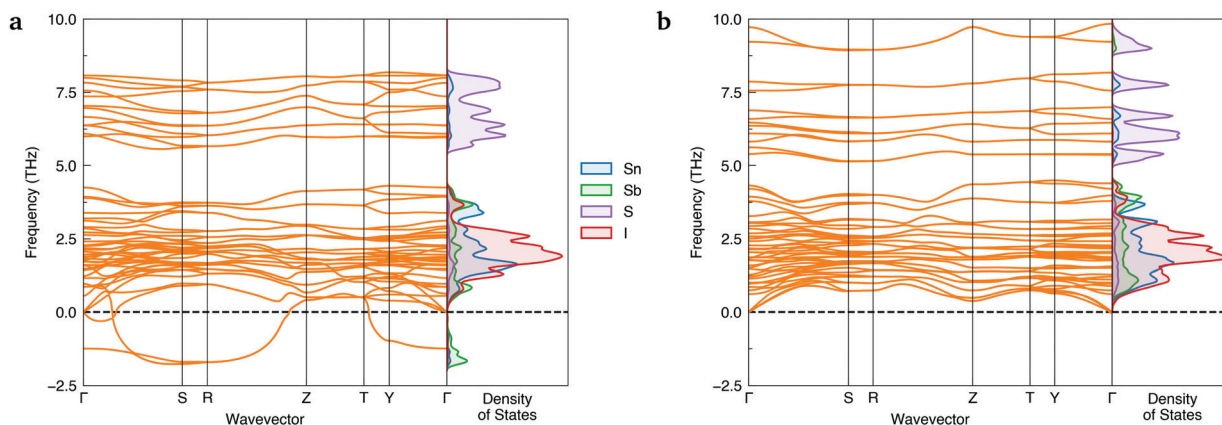 a
10.0
7.5
5.0
2.5
0.0
−2.5
Frequency (THz)
Γ S R Z T Y Γ
Wavevector
Density
of States
Sn
Sb
S
I
b
10.0
7.5
5.0
2.5
0.0
−2.5
Frequency (THz)
Γ S R Z T Y Γ
Wavevector
Density
of States